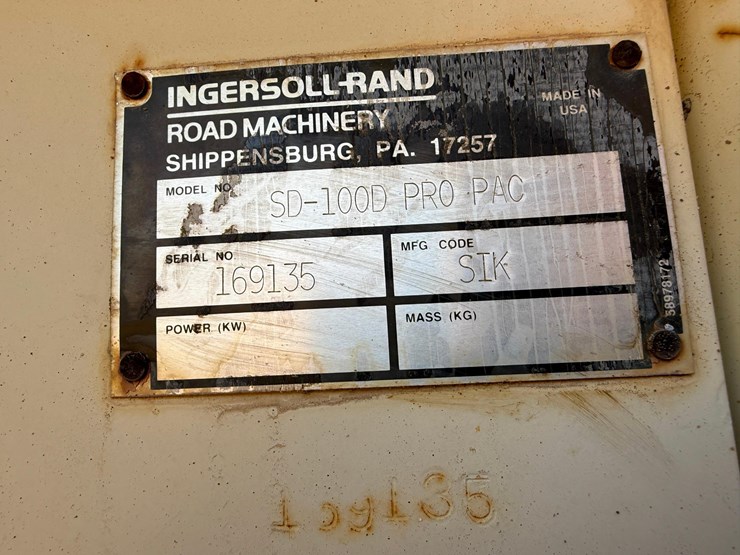 INGERSOLL-RAND
ROAD MACHINERY
SHIPPENSBURG, PA. 17257
MADE IN
USA
MODEL NO.
SD-100D PRO PAC
SERIAL NO.
169135
MFG CODE
SIK
POWER (KW)
MASS (KG)
58978172
169135